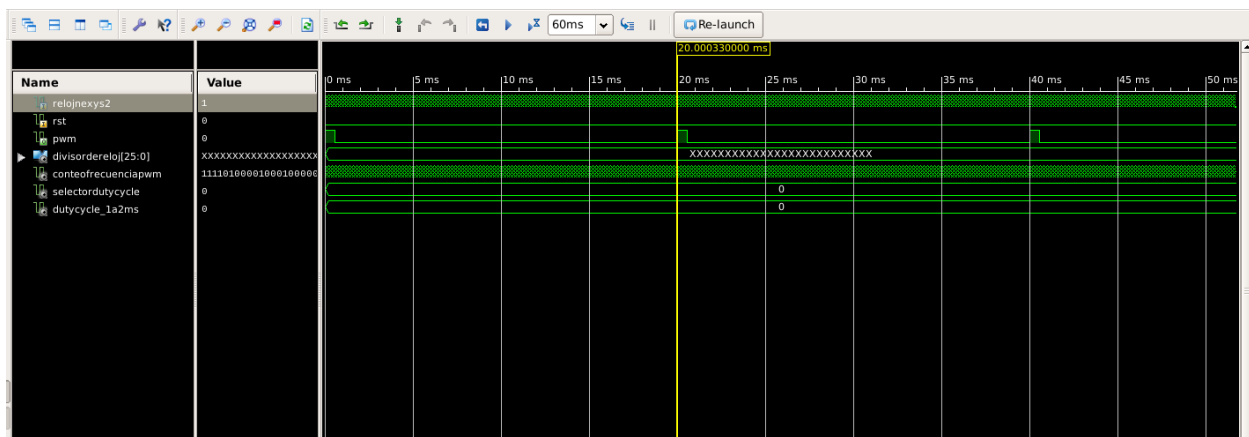 60ms Re-launch
20.000330000 ms
Name Value 0 ms 5 ms 10 ms 15 ms 20 ms 25 ms 30 ms 35 ms 40 ms 45 ms 50 ms
relojnexys2 1
rst 0
pwm 0
divisordereloj[25:0] XXXXXXXXXXXXXXXXXXX XXXXXXXXXXXXXXXXXXXXXXXXXX
conteofrecuenciapwm 1111010000100010000
selectordutycycle 0 0
dutycycle_1a2ms 0 0